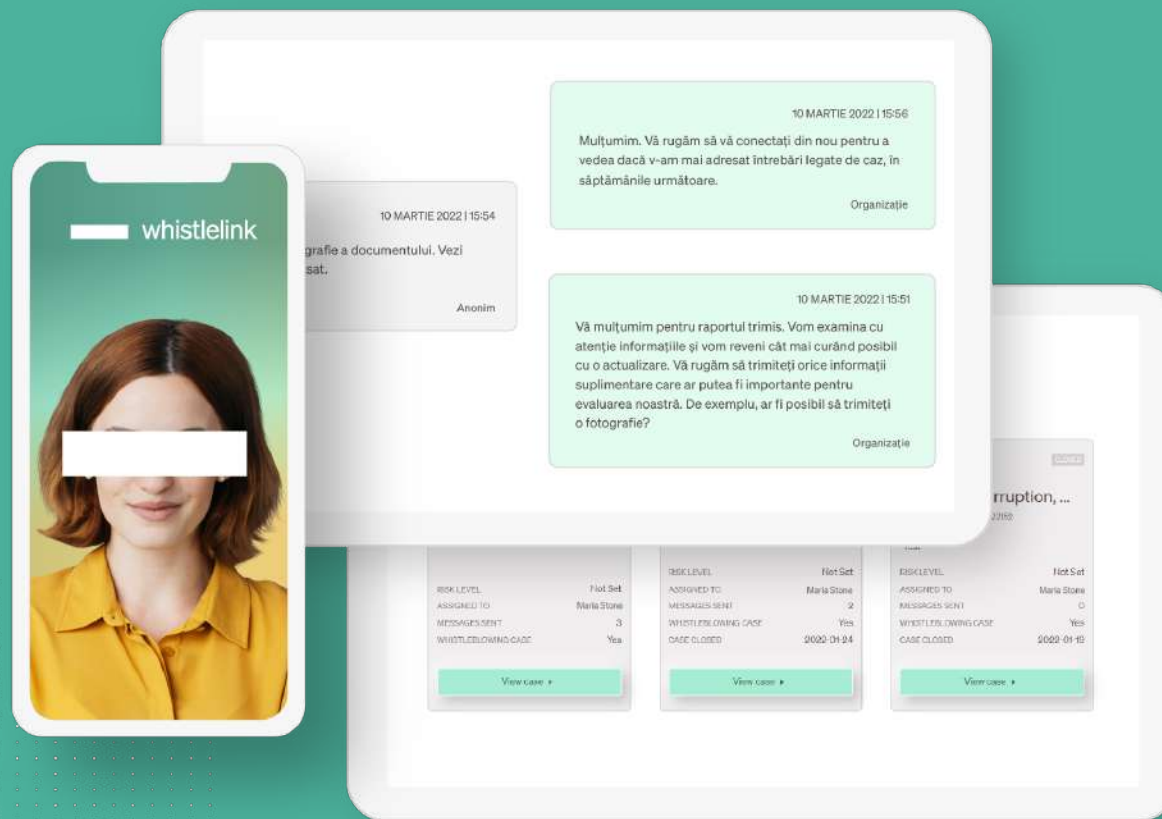 whistlelink
10 MARTIE 2022 | 15:56
Mulțumim. Vă rugăm să vă conectați din nou pentru a
vedea dacă v-am mai adresat întrebări legate de caz, în
săptămânile următoare.
Organizație
10 MARTIE 2022 | 15:54
grafie a documentului. Vezi
sat.
Anonim
10 MARTIE 2022 | 15:51
Vă mulțumim pentru raportul trimis. Vom examina cu
atenție informațiile și vom reveni cât mai curând posibil
cu o actualizare. Vă rugăm să trimiteți orice informații
suplimentare care ar putea fi importante pentru
evaluarea noastră. De exemplu, ar fi posibil să trimiteți
o fotografie?
Organizație
RISK LEVEL Not Set
ASSIGNED TO Maria Stone
MESSAGES SENT 3
WHISTLEBLOWING CASE Yes
View case
RISK LEVEL Not Set
ASSIGNED TO Maria Stone
MESSAGES SENT 2
WHISTLEBLOWING CASE Yes
CASE CLOSED 2022-01-24
View case
rruption, ...
RISK LEVEL Not Set
ASSIGNED TO Maria Stone
MESSAGES SENT 0
WHISTLEBLOWING CASE Yes
CASE CLOSED 2022-01-19
View case